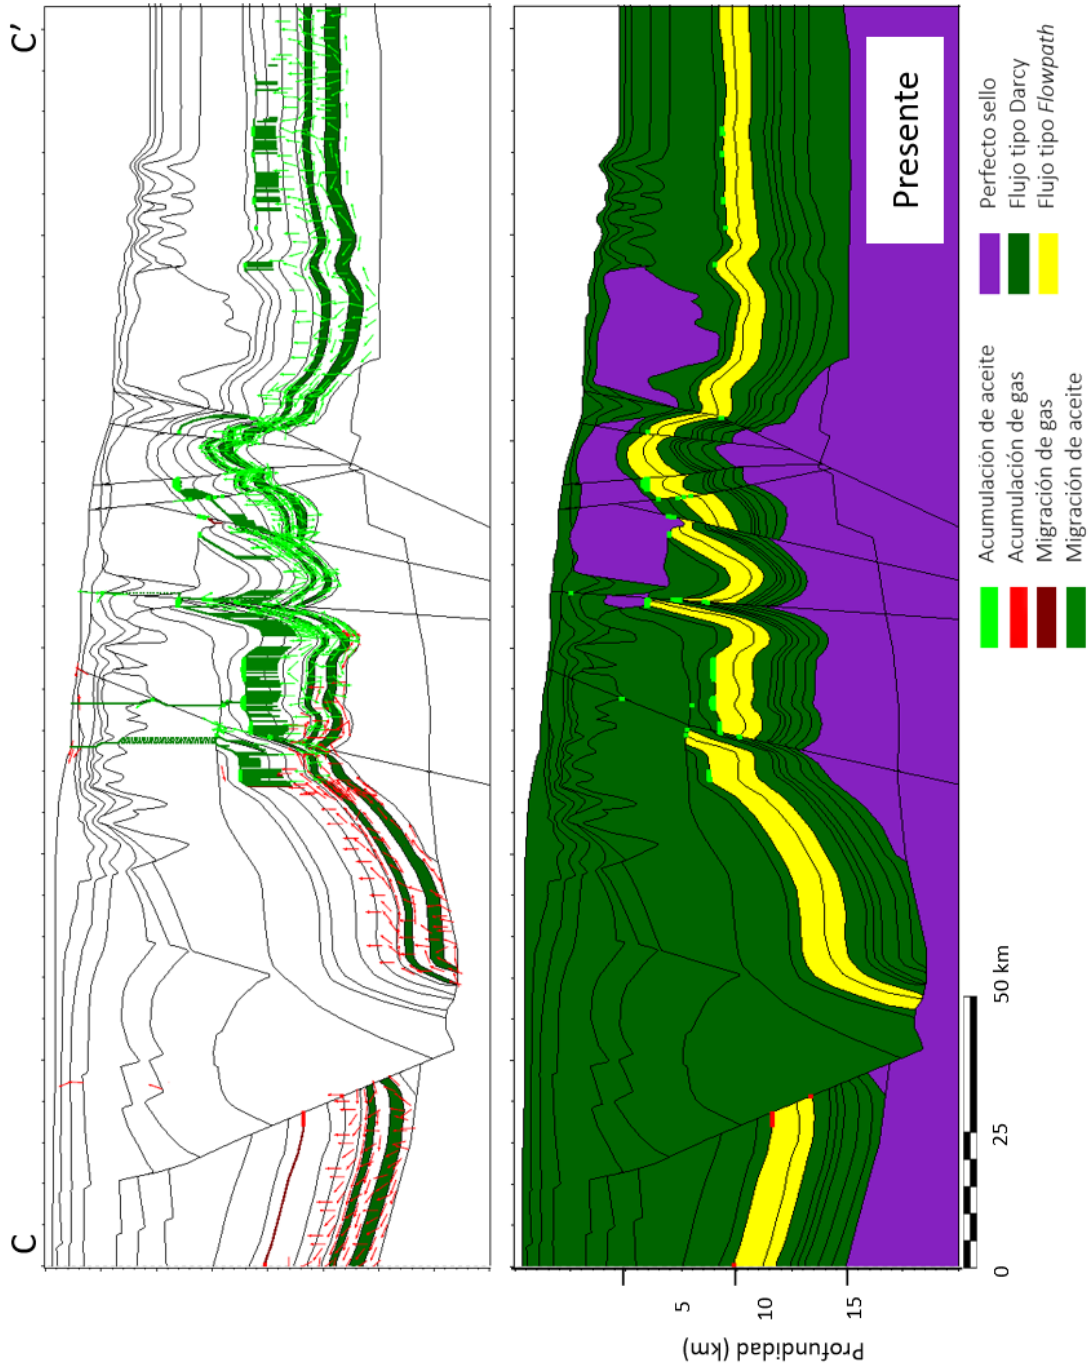 C
C'
Presente
5
10
15
Profundidad (km)
0
25
50 km
Acumulación de aceite
Acumulación de gas
Migración de gas
Migración de aceite
Perfecto sello
Flujo tipo Darcy
Flujo tipo Flowpath